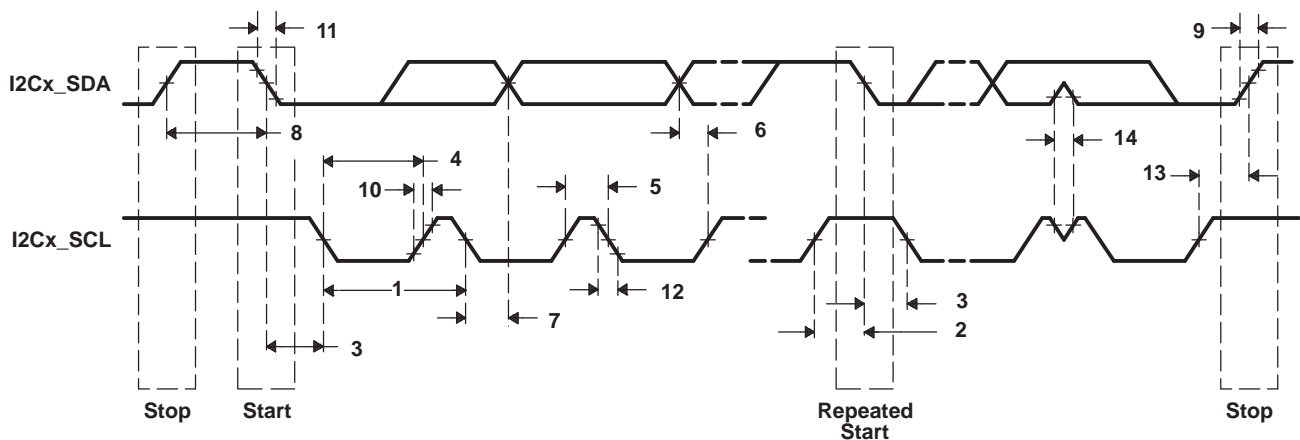 11
9
I2Cx_SDA
8
6
4
14
10
5
13
I2Cx_SCL
1
12
7
3
2
3
Stop
Start
Repeated
Start
Stop